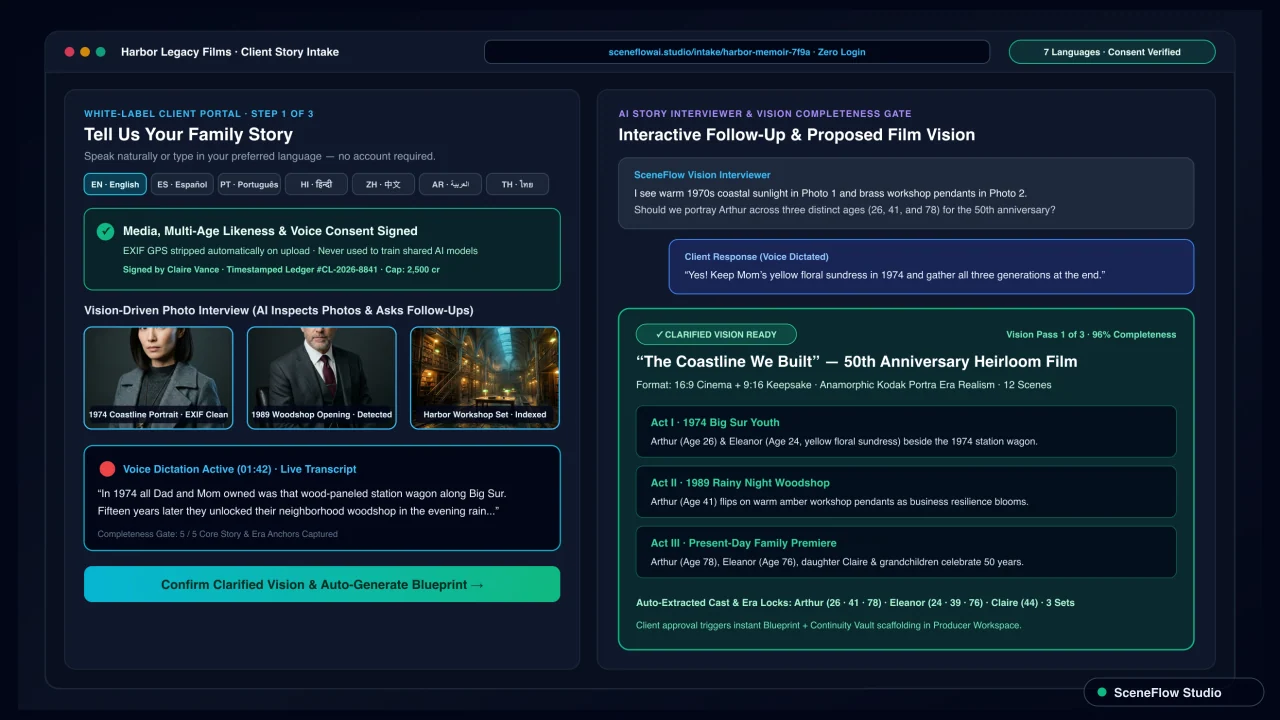 Harbor Legacy Films · Client Story Intake
sceneflowai.studio/intake/harbor-memoir-7f9a · Zero Login
7 Languages · Consent Verified
WHITE-LABEL CLIENT PORTAL · STEP 1 OF 3
Tell Us Your Family Story
Speak naturally or type in your preferred language — no account required.
EN · English
ES · Español
PT · Português
HI · हिन्दी
ZH · 中文
AR · العربية
TH · ไทย
✓ Media, Multi-Age Likeness & Voice Consent Signed
EXIF GPS stripped automatically on upload · Never used to train shared AI models
Signed by Claire Vance · Timestamped Ledger #CL-2026-8841 · Cap: 2,500 cr
Vision-Driven Photo Interview (AI Inspects Photos & Asks Follow-Ups)
1974 Coastline Portrait · EXIF Clean
1989 Woodshop Opening · Detected
Harbor Workshop Set · Indexed
Voice Dictation Active (01:42) · Live Transcript
“In 1974 all Dad and Mom owned was that wood-paneled station wagon along Big Sur.
Fifteen years later they unlocked their neighborhood woodshop in the evening rain...”
Completeness Gate: 5 / 5 Core Story & Era Anchors Captured
Confirm Clarified Vision & Auto-Generate Blueprint →
AI STORY INTERVIEWER & VISION COMPLETENESS GATE
Interactive Follow-Up & Proposed Film Vision
SceneFlow Vision Interviewer
I see warm 1970s coastal sunlight in Photo 1 and brass workshop pendants in Photo 2.
Should we portray Arthur across three distinct ages (26, 41, and 78) for the 50th anniversary?
Client Response (Voice Dictated)
“Yes! Keep Mom’s yellow floral sundress in 1974 and gather all three generations at the end.”
✓ CLARIFIED VISION READY
Vision Pass 1 of 3 · 96% Completeness
“The Coastline We Built” — 50th Anniversary Heirloom Film
Format: 16:9 Cinema + 9:16 Keepsake · Anamorphic Kodak Portra Era Realism · 12 Scenes
Act I · 1974 Big Sur Youth
Arthur (Age 26) & Eleanor (Age 24, yellow floral sundress) beside the 1974 station wagon.
Act II · 1989 Rainy Night Woodshop
Arthur (Age 41) flips on warm amber workshop pendants as business resilience blooms.
Act III · Present-Day Family Premiere
Arthur (Age 78), Eleanor (Age 76), daughter Claire & grandchildren celebrate 50 years.
Auto-Extracted Cast & Era Locks: Arthur (26 · 41 · 78) · Eleanor (24 · 39 · 76) · Claire (44) · 3 Sets
Client approval triggers instant Blueprint + Continuity Vault scaffolding in Producer Workspace.
SceneFlow Studio